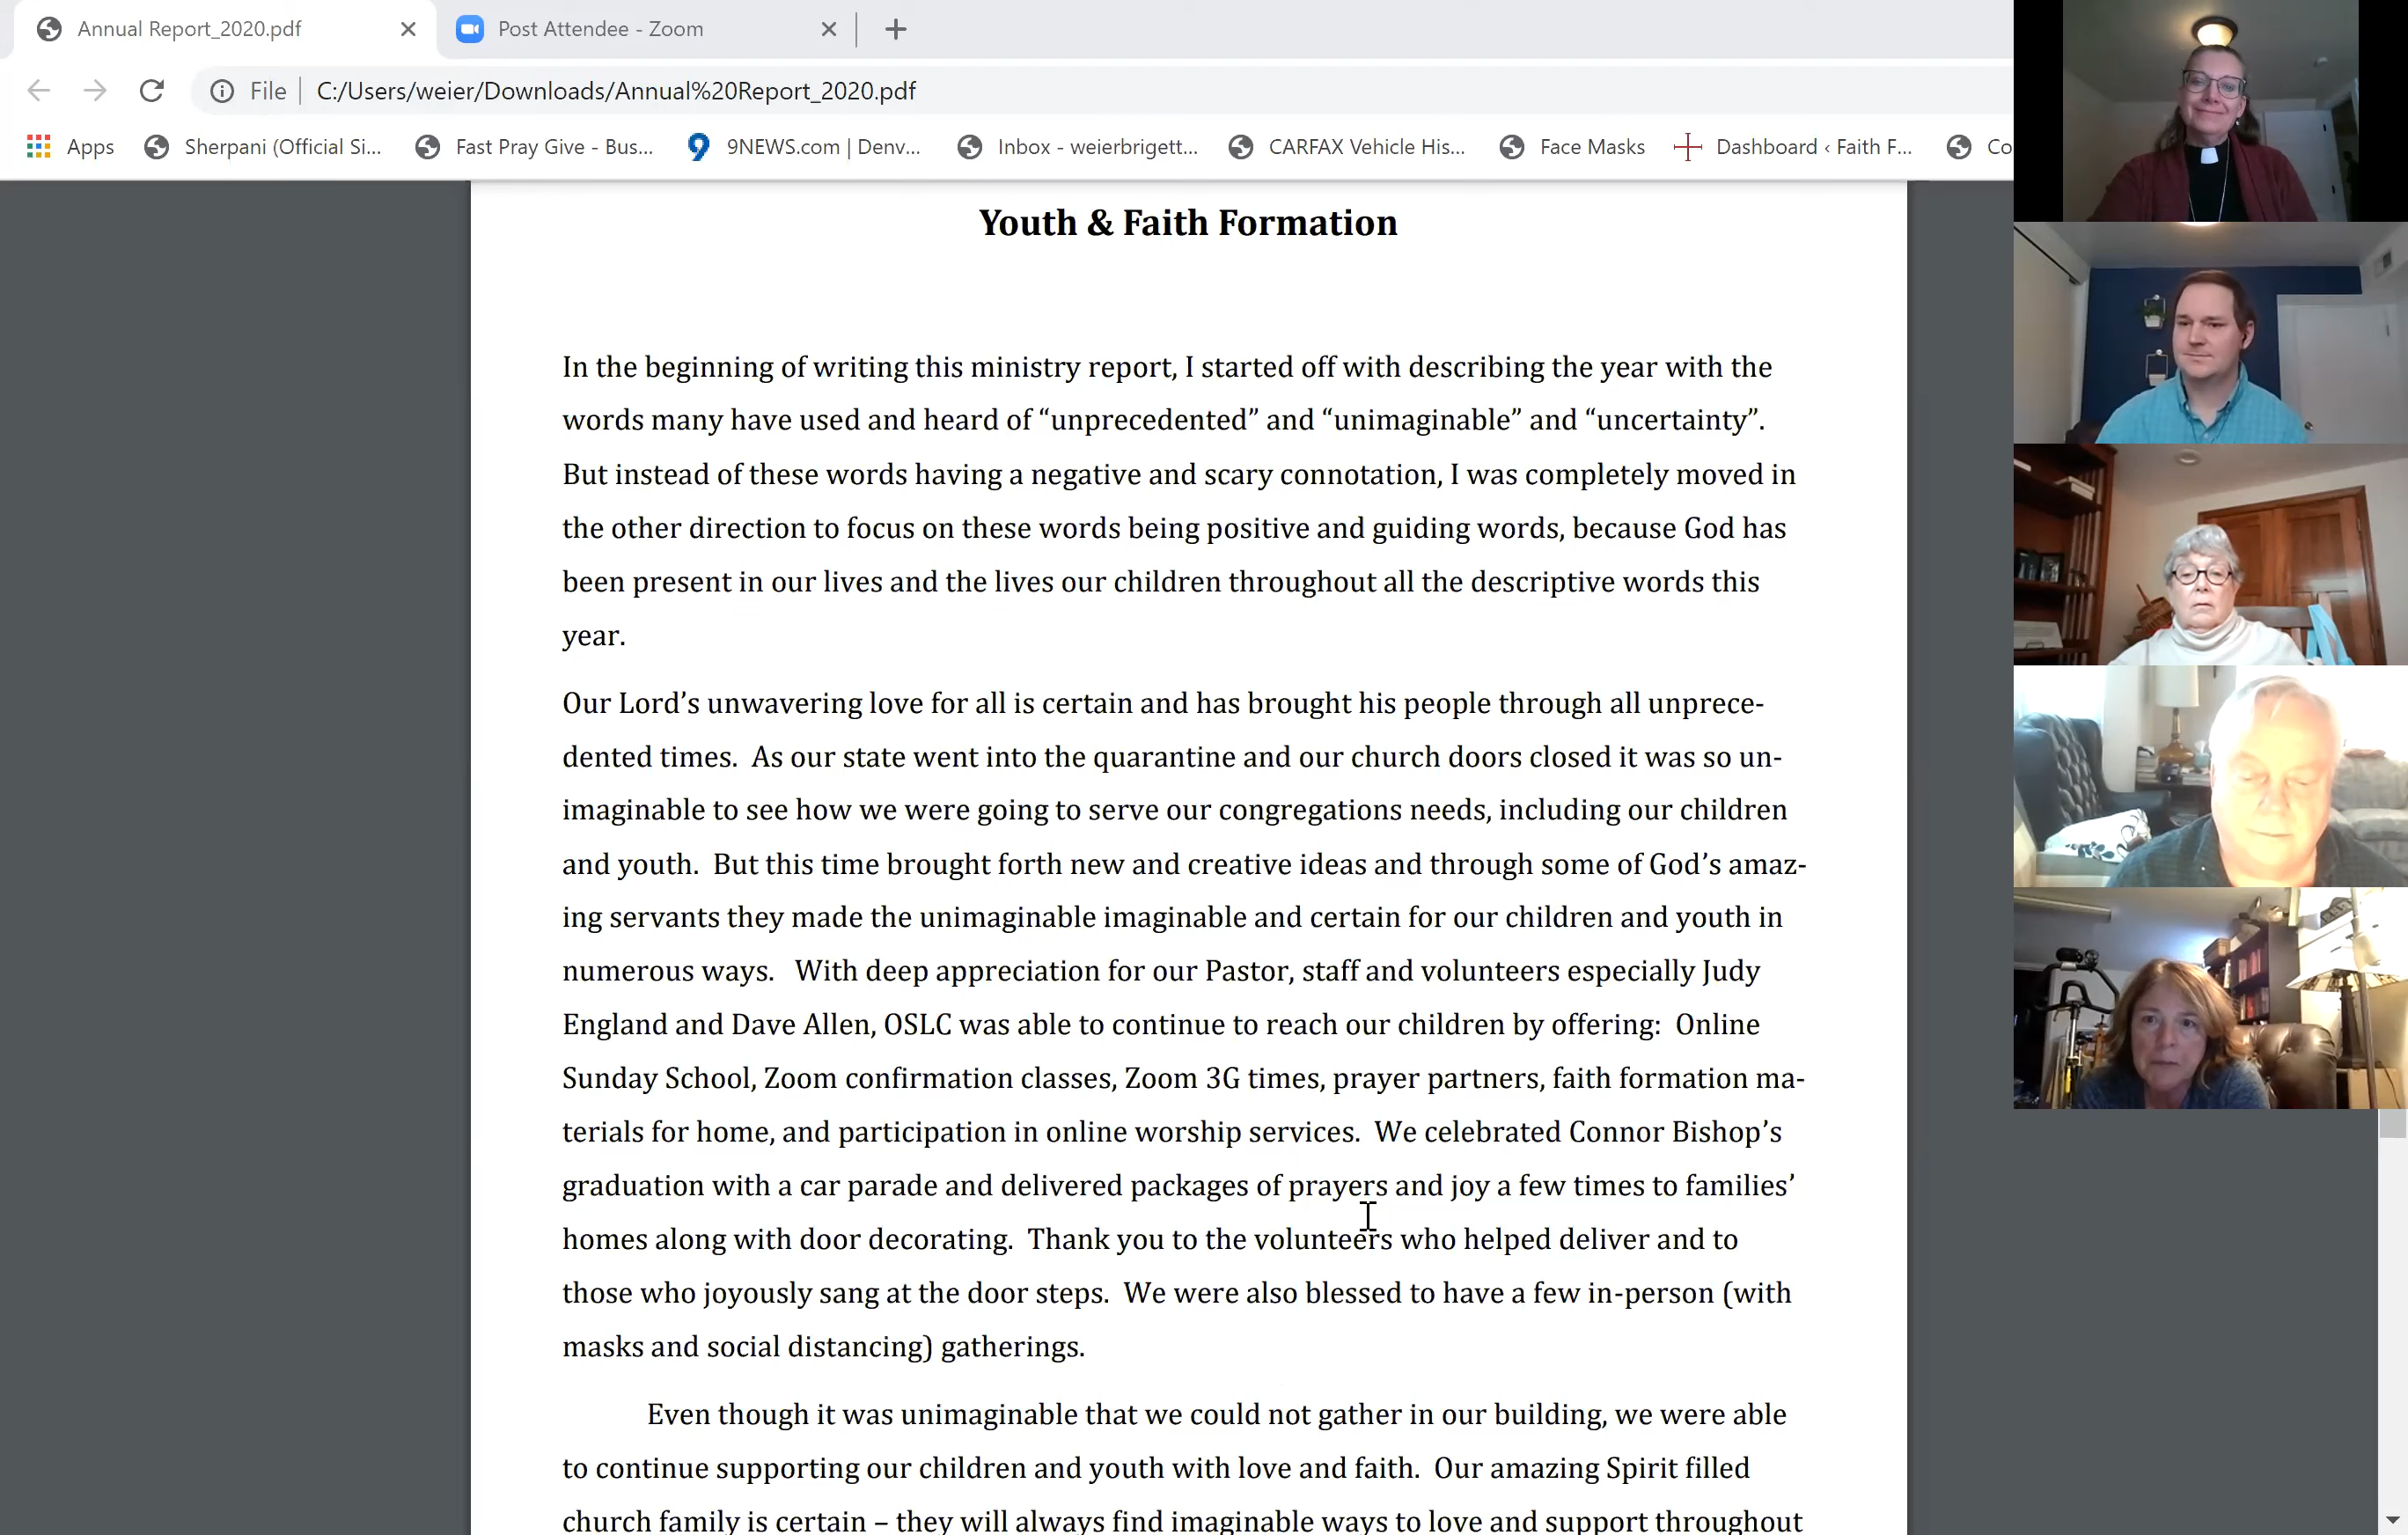 Annual Report_2020.pdf
Post Attendee - Zoom
File
C:/Users/weier/Downloads/Annual%20Report_2020.pdf
Apps
Sherpani (Official Si...
Fast Pray Give - Bus...
9NEWS.com | Denv...
Inbox - weierbrigett...
CARFAX Vehicle His...
Face Masks
Dashboard ‹ Faith F...
Co
Youth & Faith Formation
In the beginning of writing this ministry report, I started off with describing the year with the
words many have used and heard of “unprecedented” and “unimaginable” and “uncertainty”.
But instead of these words having a negative and scary connotation, I was completely moved in
the other direction to focus on these words being positive and guiding words, because God has
been present in our lives and the lives our children throughout all the descriptive words this
year.
Our Lord’s unwavering love for all is certain and has brought his people through all unprece-
dented times.  As our state went into the quarantine and our church doors closed it was so un-
imaginable to see how we were going to serve our congregations needs, including our children
and youth.  But this time brought forth new and creative ideas and through some of God’s amaz-
ing servants they made the unimaginable imaginable and certain for our children and youth in
numerous ways.   With deep appreciation for our Pastor, staff and volunteers especially Judy
England and Dave Allen, OSLC was able to continue to reach our children by offering:  Online
Sunday School, Zoom confirmation classes, Zoom 3G times, prayer partners, faith formation ma-
terials for home, and participation in online worship services.  We celebrated Connor Bishop’s
graduation with a car parade and delivered packages of prayers and joy a few times to families’
homes along with door decorating.  Thank you to the volunteers who helped deliver and to
those who joyously sang at the door steps.  We were also blessed to have a few in-person (with
masks and social distancing) gatherings.
Even though it was unimaginable that we could not gather in our building, we were able
to continue supporting our children and youth with love and faith.  Our amazing Spirit filled
church family is certain – they will always find imaginable ways to love and support throughout